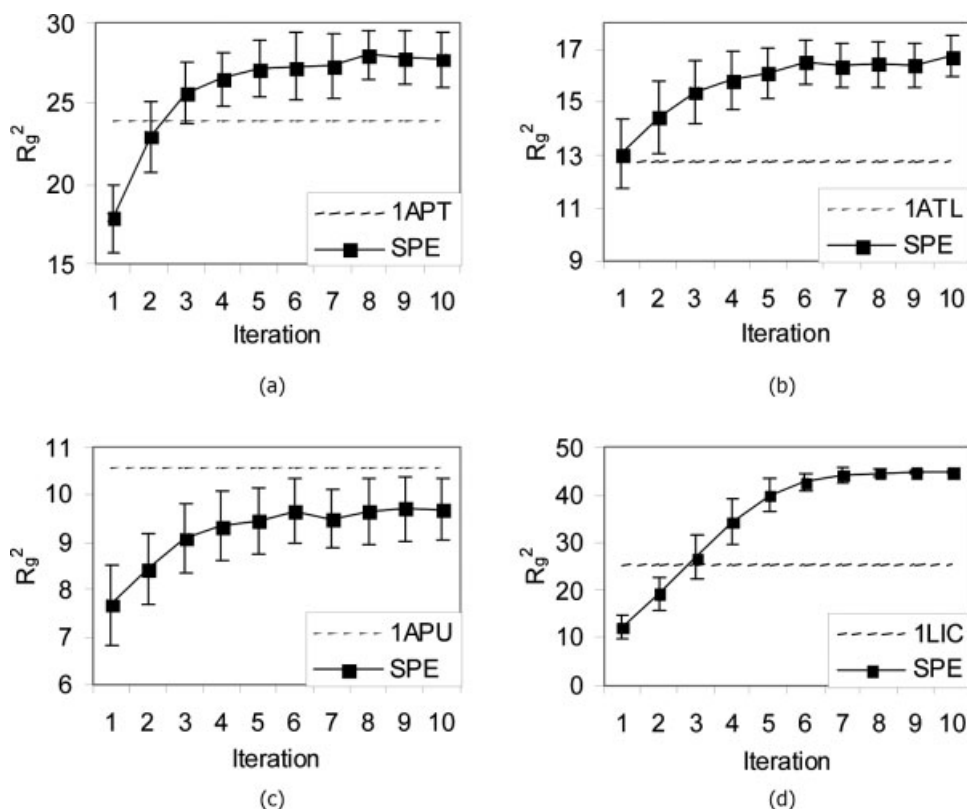 30
25
20
15
Rg2
1APT
SPE
1 2 3 4 5 6 7 8 9 10
Iteration
(a)
17
15
13
11
9
Rg2
1ATL
SPE
1 2 3 4 5 6 7 8 9 10
Iteration
(b)
11
10
9
8
7
6
Rg2
1APU
SPE
1 2 3 4 5 6 7 8 9 10
Iteration
(c)
50
40
30
20
10
0
Rg2
1LIC
SPE
1 2 3 4 5 6 7 8 9 10
Iteration
(d)